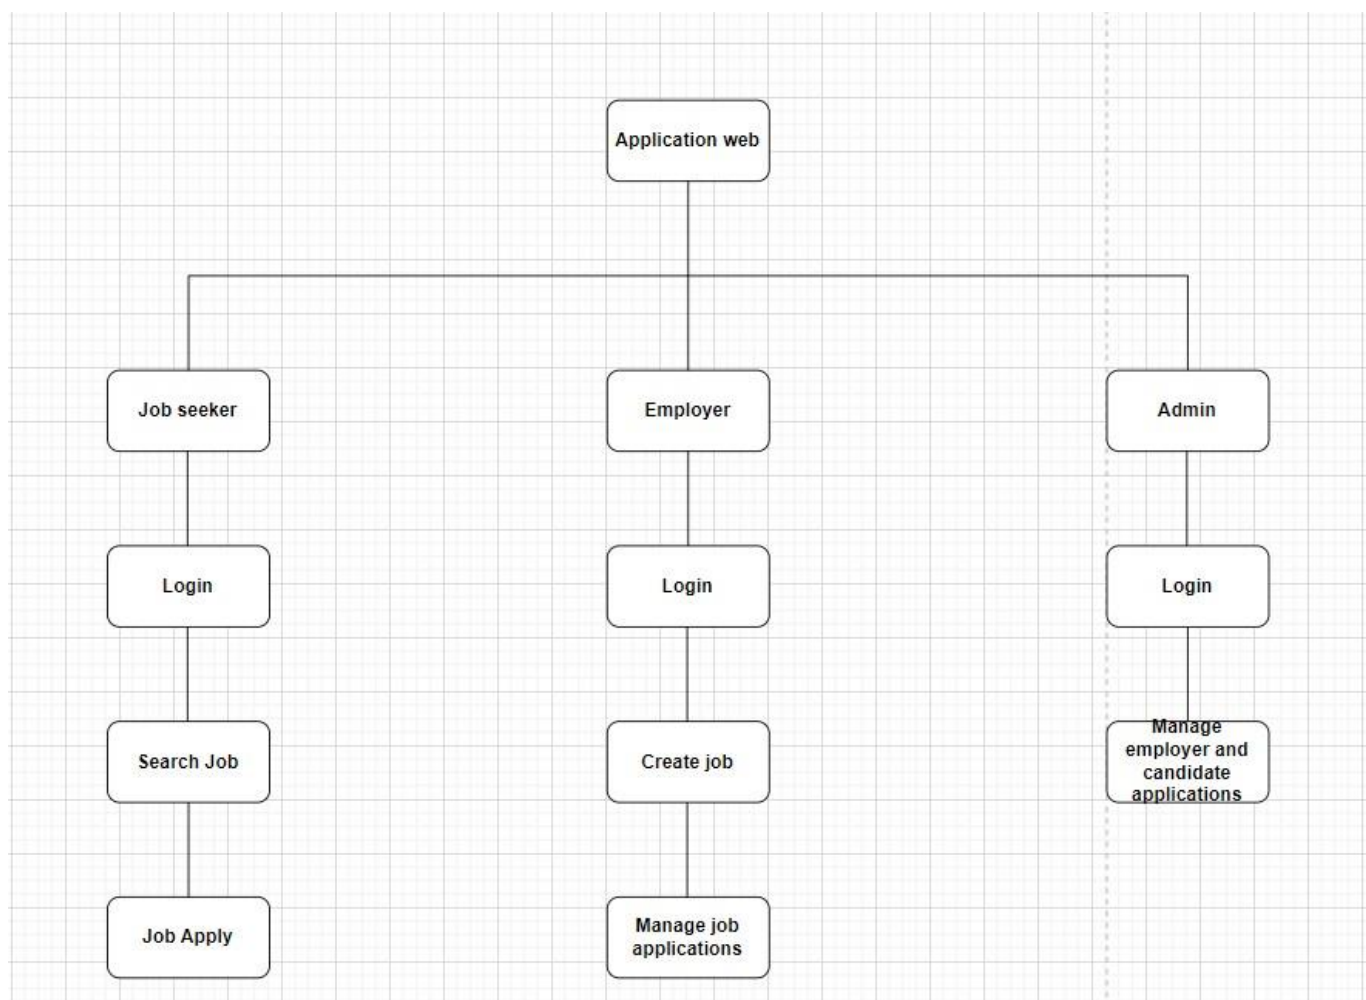 Application web
Job seeker
Employer
Admin
Login
Login
Login
Search Job
Create job
Manage
employer and
candidate
applications
Job Apply
Manage job
applications